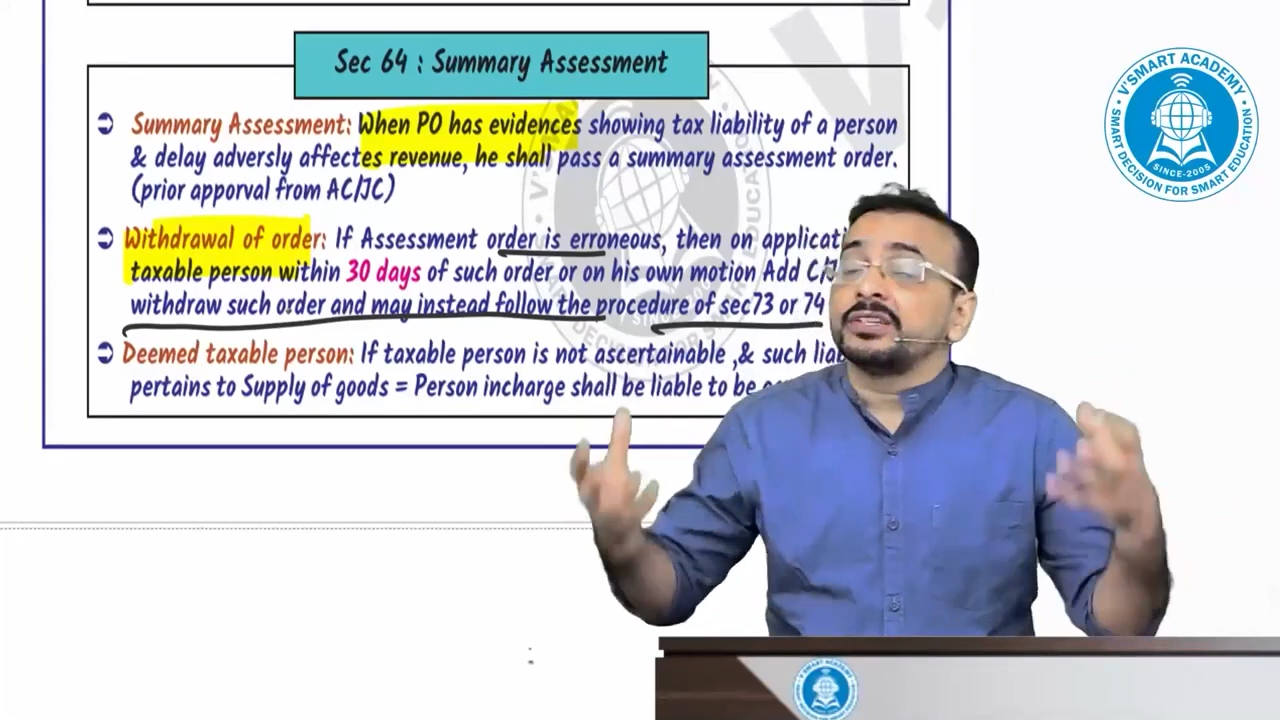 Sec 64 : Summary Assessment
➲ Summary Assessment: When PO has evidences showing tax liability of a person
& delay adversly affectes revenue, he shall pass a summary assessment order.
(prior apporval from AC/JC)
➲ Withdrawal of order: If Assessment order is erroneous, then on applicati
taxable person within 30 days of such order or on his own motion Add C/J
withdraw such order and may instead follow the procedure of sec73 or 74
➲ Deemed taxable person: If taxable person is not ascertainable ,& such liab
pertains to Supply of goods = Person incharge shall be liable to be
V'SMART ACADEMY
SINCE-2005
SMART DECISION FOR SMART EDUCATION